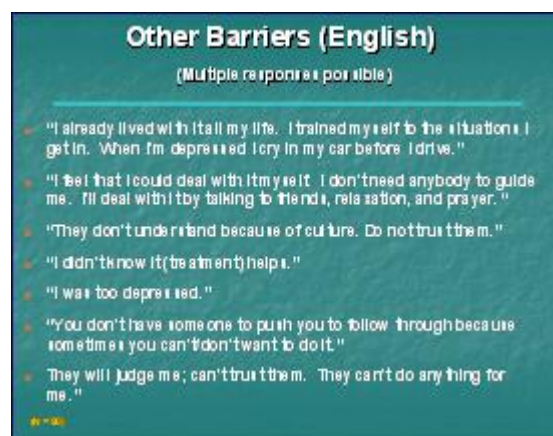 Other Barriers (English)
(Multiple responses possible)
"I already lived with it all my life. I trained myself to the situations I
get in. When I'm depressed I cry in my car before I drive."
"I feel that I could deal with it myself. I don't need anybody to guide
me. I'll deal with it by talking to friends, relaxation, and prayer."
"They don't understand because of culture. Do not trust them."
"I didn't know it (treatment) helps."
"I was too depressed."
"You don't have someone to push you to follow through because
sometimes you can't/don't want to do it."
They will judge me; can't trust them. They can't do anything for
me."